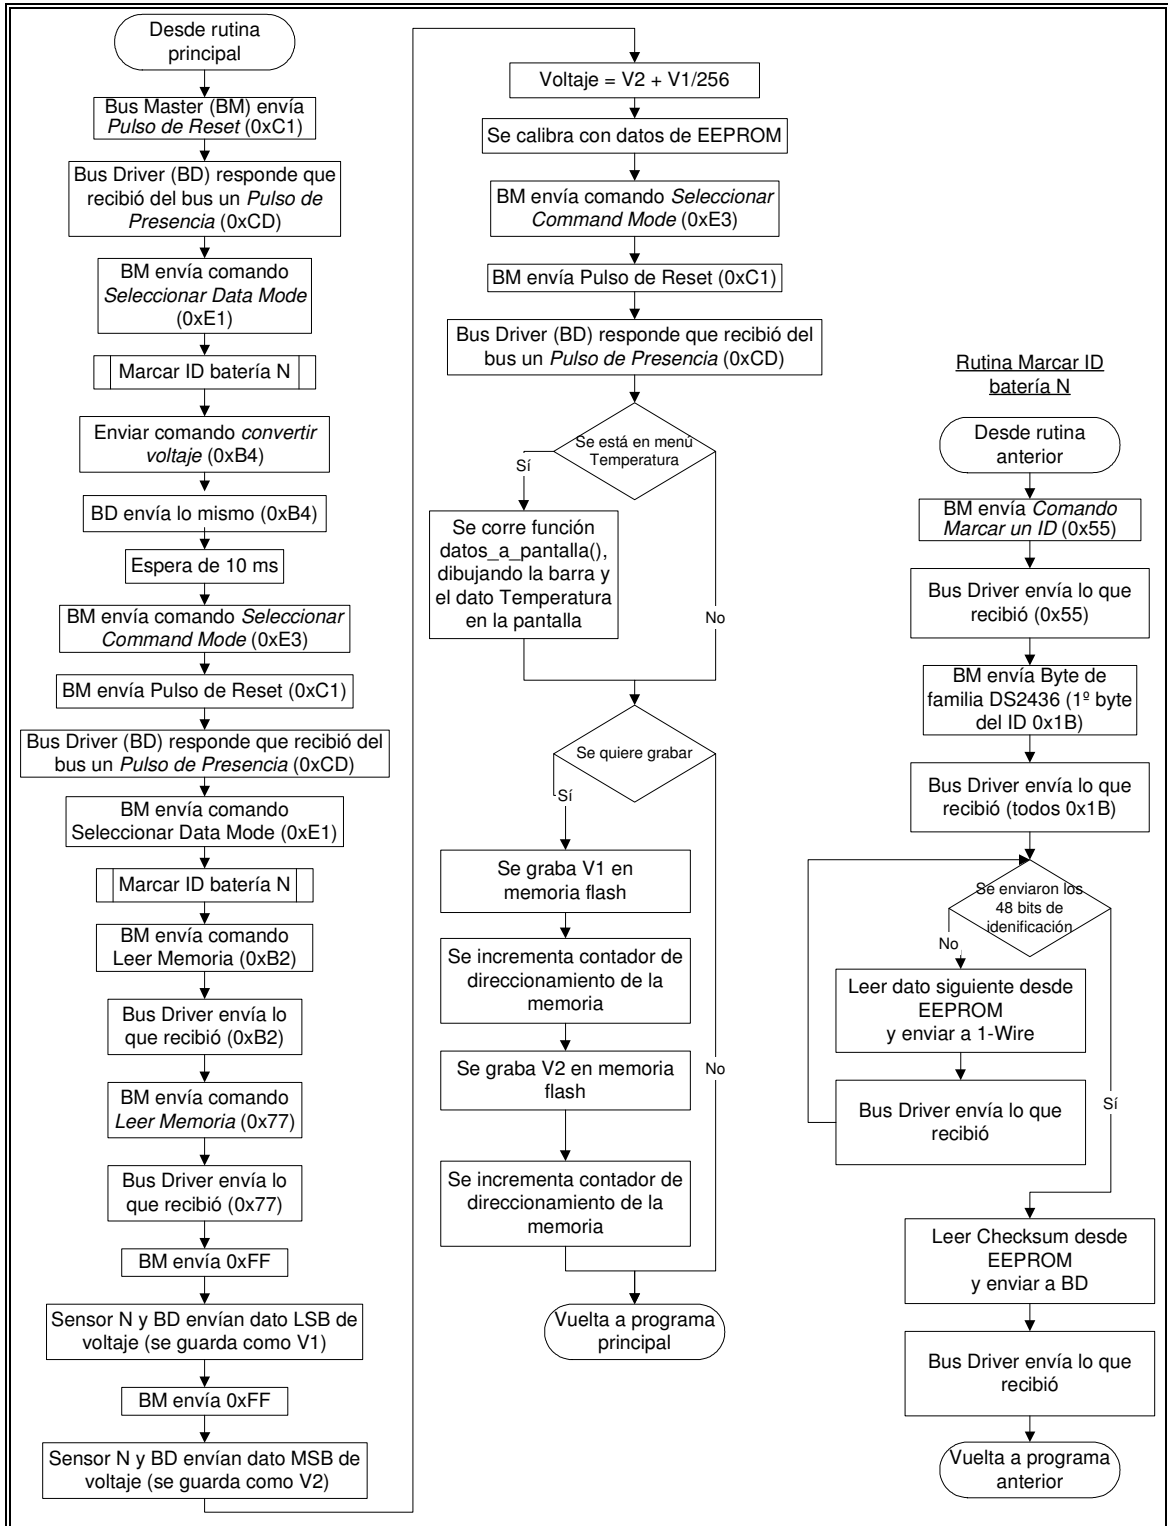 Desde rutina
principal
Bus Master (BM) envía
Pulso de Reset (0xC1)
Bus Driver (BD) responde que
recibió del bus un Pulso de
Presencia (0xCD)
BM envía comando
Seleccionar Data Mode
(0xE1)
Marcar ID batería N
Enviar comando convertir
voltaje (0xB4)
BD envía lo mismo (0xB4)
Espera de 10 ms
BM envía comando Seleccionar
Command Mode (0xE3)
BM envía Pulso de Reset (0xC1)
Bus Driver (BD) responde que recibió del
bus un Pulso de Presencia (0xCD)
BM envía comando
Seleccionar Data Mode (0xE1)
Marcar ID batería N
BM envía comando
Leer Memoria (0xB2)
Bus Driver envía lo
que recibió (0xB2)
BM envía comando
Leer Memoria (0x77)
Bus Driver envía lo
que recibió (0x77)
BM envía 0xFF
Sensor N y BD envían dato LSB de
voltaje (se guarda como V1)
BM envía 0xFF
Sensor N y BD envían dato MSB de
voltaje (se guarda como V2)
Voltaje = V2 + V1/256
Se calibra con datos de EEPROM
BM envía comando Seleccionar
Command Mode (0xE3)
BM envía Pulso de Reset (0xC1)
Bus Driver (BD) responde que recibió del
bus un Pulso de Presencia (0xCD)
Se está en menú
Temperatura
Sí
Se corre función
datos_a_pantalla(),
dibujando la barra y
el dato Temperatura
en la pantalla
No
Se quiere grabar
Sí
Se graba V1 en
memoria flash
Se incrementa contador de
direccionamiento de la
memoria
Se graba V2 en memoria
flash
No
Se incrementa contador de
direccionamiento de la
memoria
Vuelta a programa
principal
Rutina Marcar ID
batería N
Desde rutina
anterior
BM envía Comando
Marcar un ID (0x55)
Bus Driver envía lo que
recibió (0x55)
BM envía Byte de
familia DS2436 (1º byte
del ID 0x1B)
Bus Driver envía lo que
recibió (todos 0x1B)
Se enviaron los
48 bits de
idenificación
No
Leer dato siguiente desde
EEPROM
y enviar a 1-Wire
Bus Driver envía lo que
recibió
Sí
Leer Checksum desde
EEPROM
y enviar a BD
Bus Driver envía lo que
recibió
Vuelta a programa
anterior